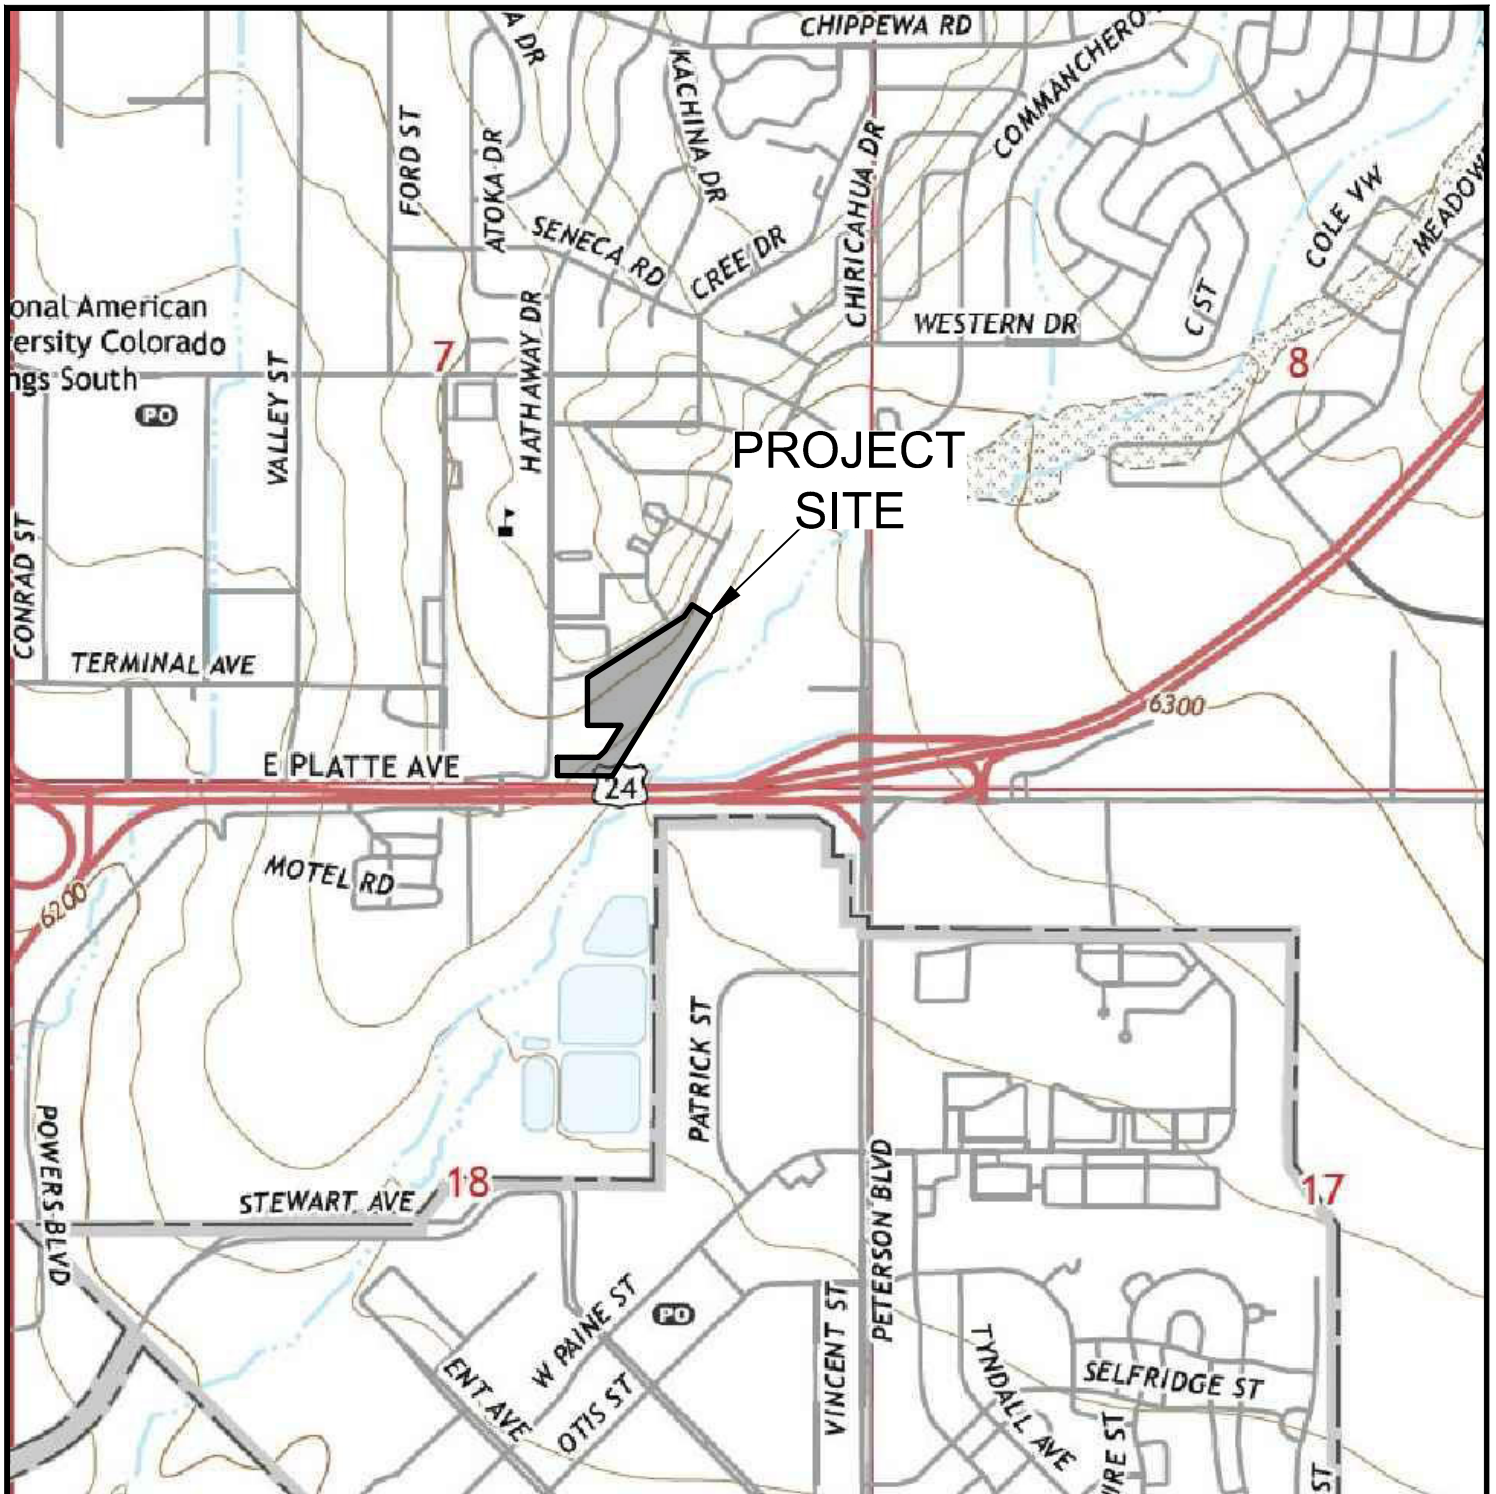 CHIPPEWA RD
A DR
KACHINA DR
COMMANCHERO
FORD ST
ATOKA DR
CHIRICAHUA DR
COLE VW
MEADOW
SENECA RD
CREE DR
C ST
onal American
ersity Colorado
ngs South
HATHAWAY DR
WESTERN DR
7
8
VALLEY ST
PO
PROJECT
SITE
CONRAD ST
TERMINAL AVE
6300
E PLATTE AVE
24
MOTEL RD
6200
PATRICK ST
POWERS BLVD
PETERSON BLVD
18
17
STEWART AVE
W PAINE ST
PO
VINCENT ST
TYNDALL AVE
SELFRIDGE ST
ENT AVE
OTIS ST
URE ST
ST